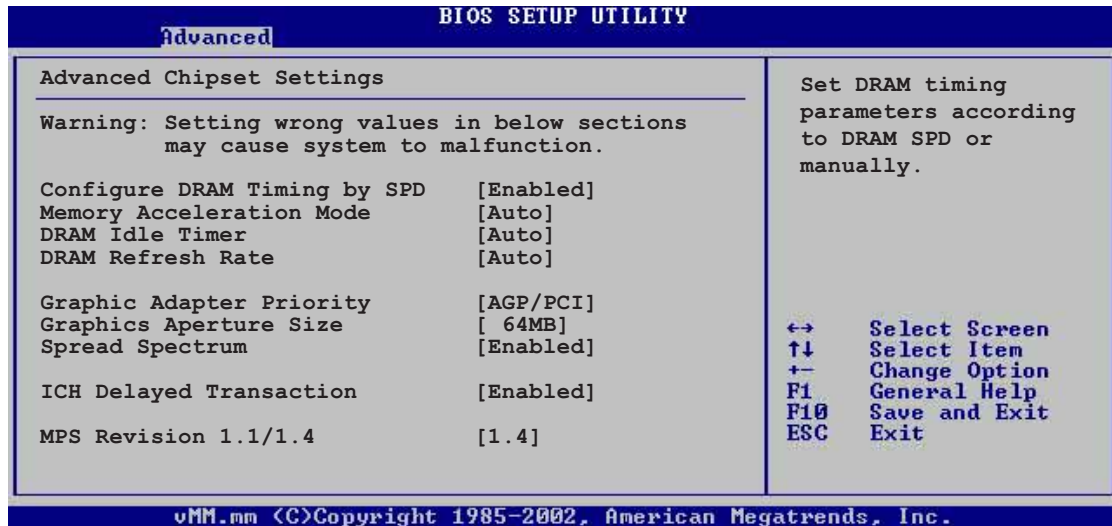 BIOS SETUP UTILITY
Advanced
Advanced Chipset Settings
Warning: Setting wrong values in below sections
may cause system to malfunction.
Configure DRAM Timing by SPD [Enabled]
Memory Acceleration Mode [Auto]
DRAM Idle Timer [Auto]
DRAM Refresh Rate [Auto]
Graphic Adapter Priority [AGP/PCI]
Graphics Aperture Size [ 64MB]
Spread Spectrum [Enabled]
ICH Delayed Transaction [Enabled]
MPS Revision 1.1/1.4 [1.4]
Set DRAM timing
parameters according
to DRAM SPD or
manually.
←→ Select Screen
↑↓ Select Item
+- Change Option
F1 General Help
F10 Save and Exit
ESC Exit
vMM.mm (C)Copyright 1985-2002, American Megatrends, Inc.